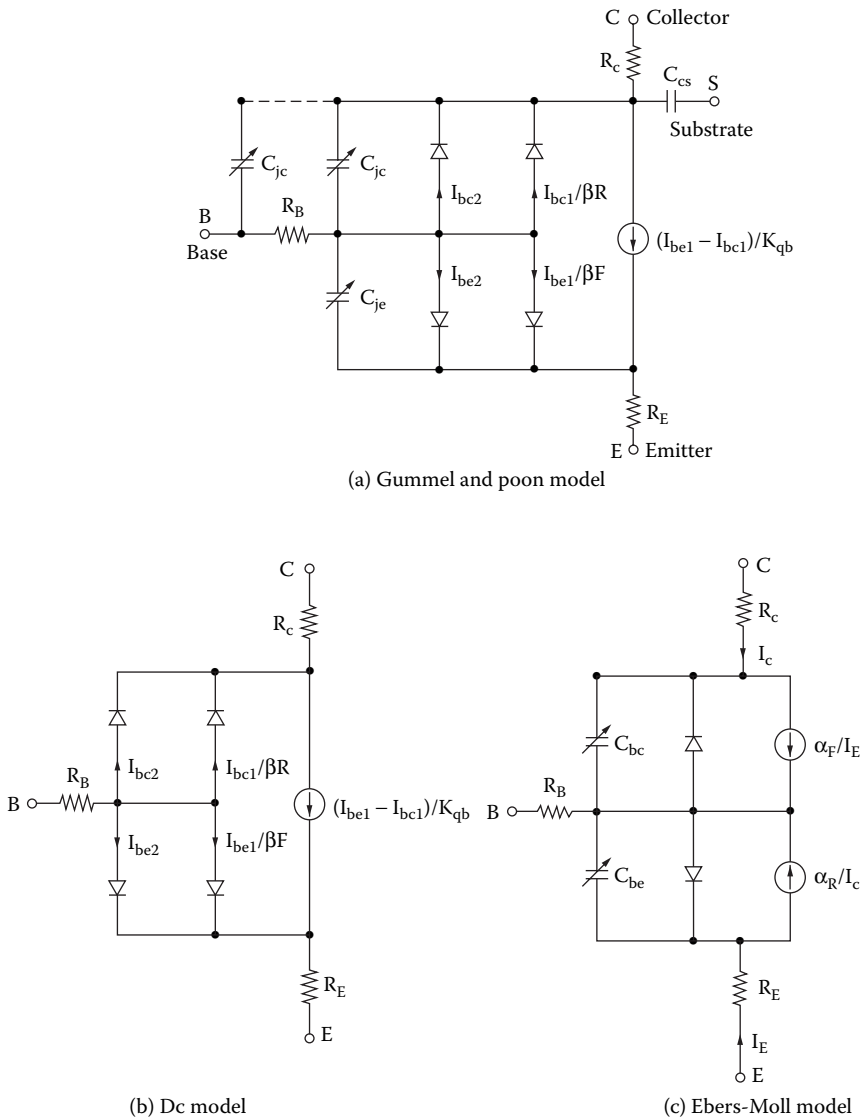 C Collector
R_c
C_cs
S
Substrate
C_jc
C_jc
I_bc2
I_bc1/βR
B
R_B
Base
(I_be1 – I_bc1)/K_qb
I_be2
I_be1/βF
C_je
R_E
E Emitter
(a) Gummel and poon model
C
R_c
I_bc2
I_bc1/βR
R_B
B
(I_be1 – I_bc1)/K_qb
I_be2
I_be1/βF
R_E
E
(b) Dc model
C
R_c
I_c
C_bc
α_F/I_E
R_B
B
C_be
α_R/I_c
R_E
I_E
E
(c) Ebers-Moll model